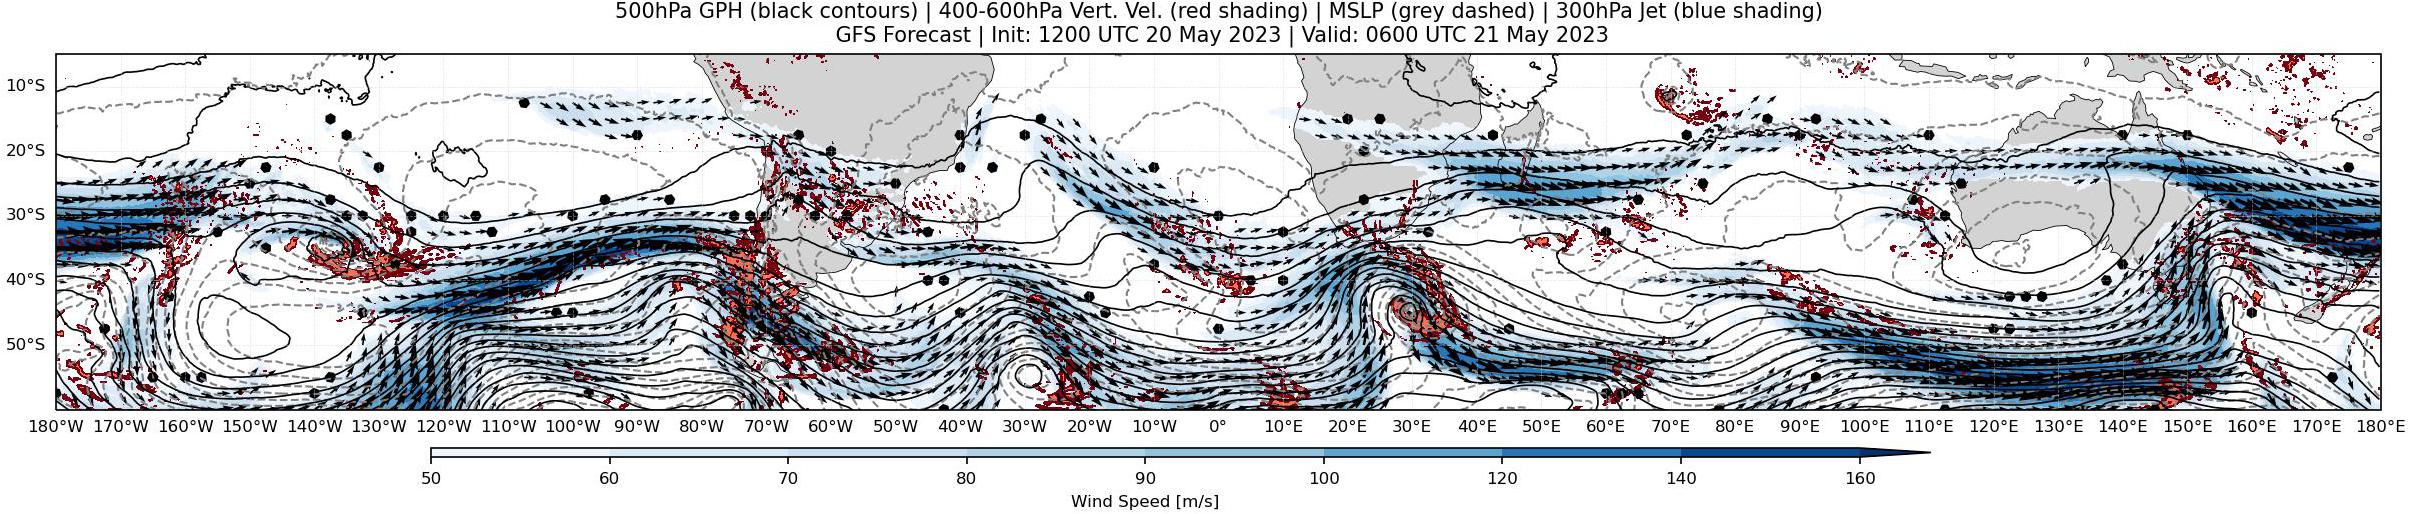 500hPa GPH (black contours) | 400-600hPa Vert. Vel. (red shading) | MSLP (grey dashed) | 300hPa Jet (blue shading)
GFS Forecast | Init: 1200 UTC 20 May 2023 | Valid: 0600 UTC 21 May 2023
10°S
20°S
30°S
40°S
50°S
180°W 170°W 160°W 150°W 140°W 130°W 120°W 110°W 100°W 90°W 80°W 70°W 60°W 50°W 40°W 30°W 20°W 10°W 0° 10°E 20°E 30°E 40°E 50°E 60°E 70°E 80°E 90°E 100°E 110°E 120°E 130°E 140°E 150°E 160°E 170°E 180°E
50 60 70 80 90 100 120 140 160
Wind Speed [m/s]